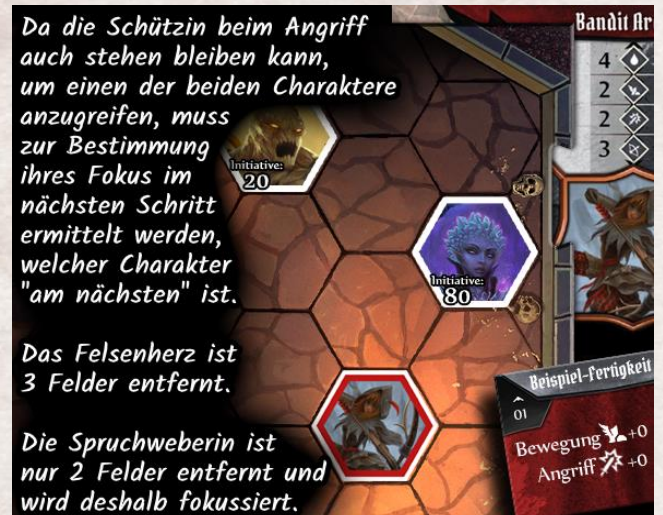 Da die Schützin beim Angriff
auch stehen bleiben kann,
um einen der beiden Charaktere
anzugreifen, muss
zur Bestimmung
ihres Fokus im
nächsten Schritt
ermittelt werden,
welcher Charakter
"am nächsten" ist.
Das Felsenherz ist
3 Felder entfernt.
Die Spruchweberin ist
nur 2 Felder entfernt und
wird deshalb fokussiert.
Initiative:
20
Initiative:
80
Bandit Ar
4
2
2
3
Beispiel-Fertigkeit
01
Bewegung +0
Angriff +0